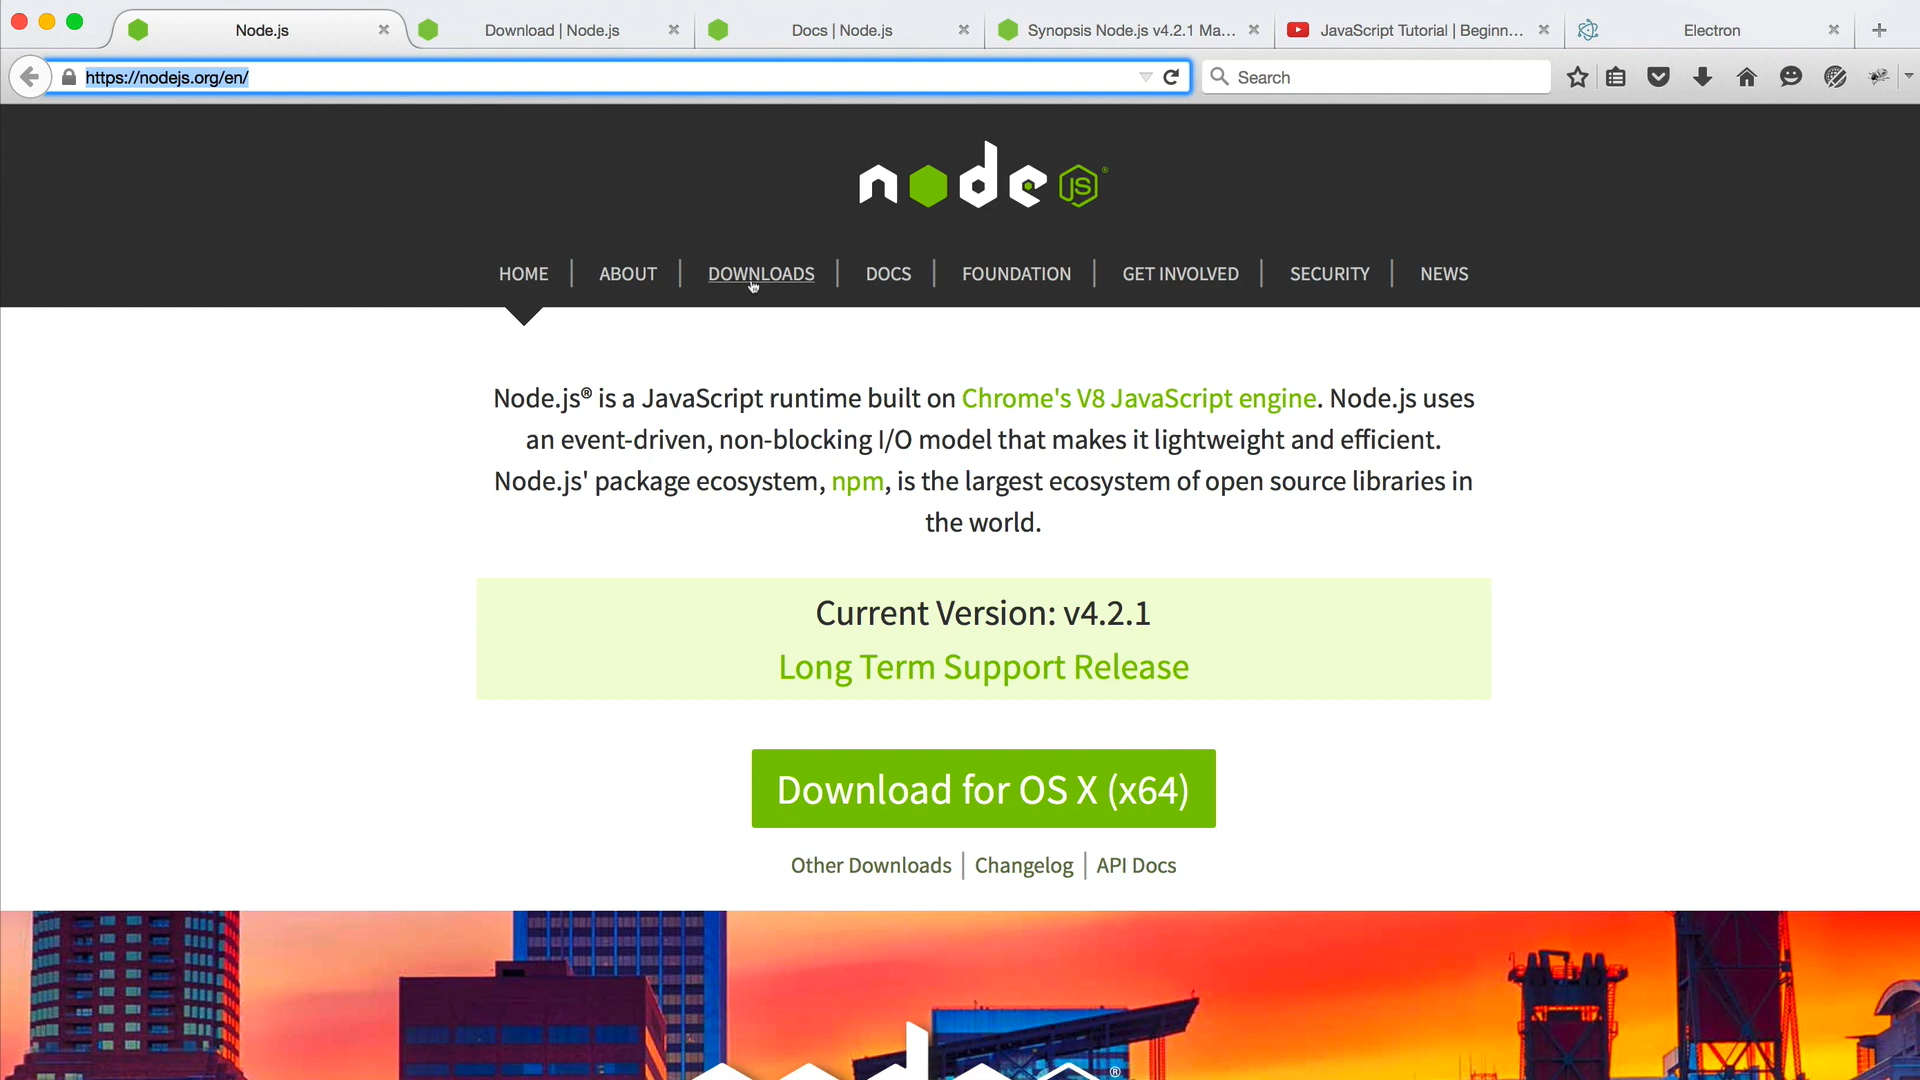 Node.js
Download | Node.js
Docs | Node.js
Synopsis Node.js v4.2.1 Ma...
JavaScript Tutorial | Beginn...
Electron
https://nodejs.org/en/
Search
node JS ®
HOME
ABOUT
DOWNLOADS
DOCS
FOUNDATION
GET INVOLVED
SECURITY
NEWS
Node.js® is a JavaScript runtime built on Chrome's V8 JavaScript engine. Node.js uses
an event-driven, non-blocking I/O model that makes it lightweight and efficient.
Node.js' package ecosystem, npm, is the largest ecosystem of open source libraries in
the world.
Current Version: v4.2.1
Long Term Support Release
Download for OS X (x64)
Other Downloads
Changelog
API Docs
®